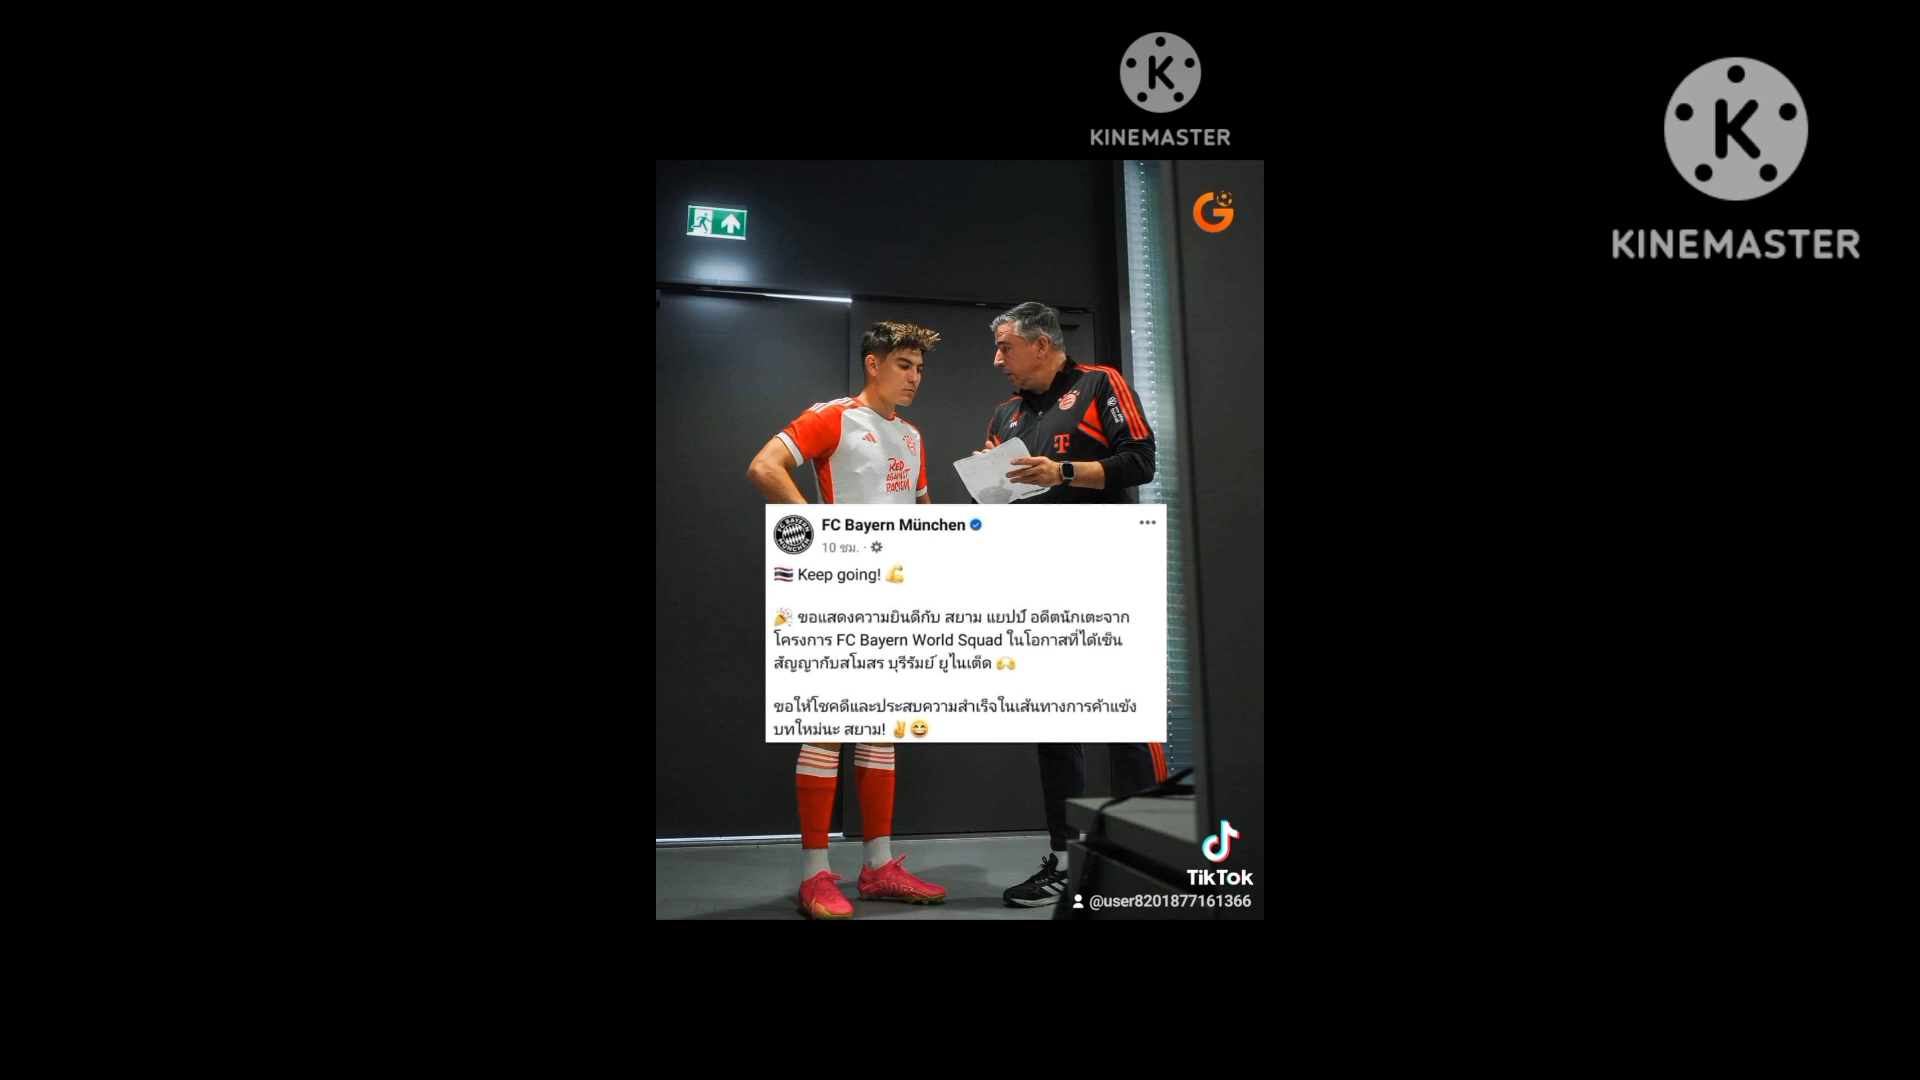 K
KINEMASTER
K
KINEMASTER
G
RED
AGAINST
RACISM
T
FC Bayern München
10 ชม.
Keep going!
ขอแสดงความยินดีกับ สยาม แยปป์ อดีตนักเตะจาก
โครงการ FC Bayern World Squad ในโอกาสที่ได้เซ็น
สัญญากับสโมสร บุรีรัมย์ ยูไนเต็ด
ขอให้โชคดีและประสบความสำเร็จในเส้นทางการค้าแข้ง
บทใหม่นะ สยาม!
TikTok
@user8201877161366